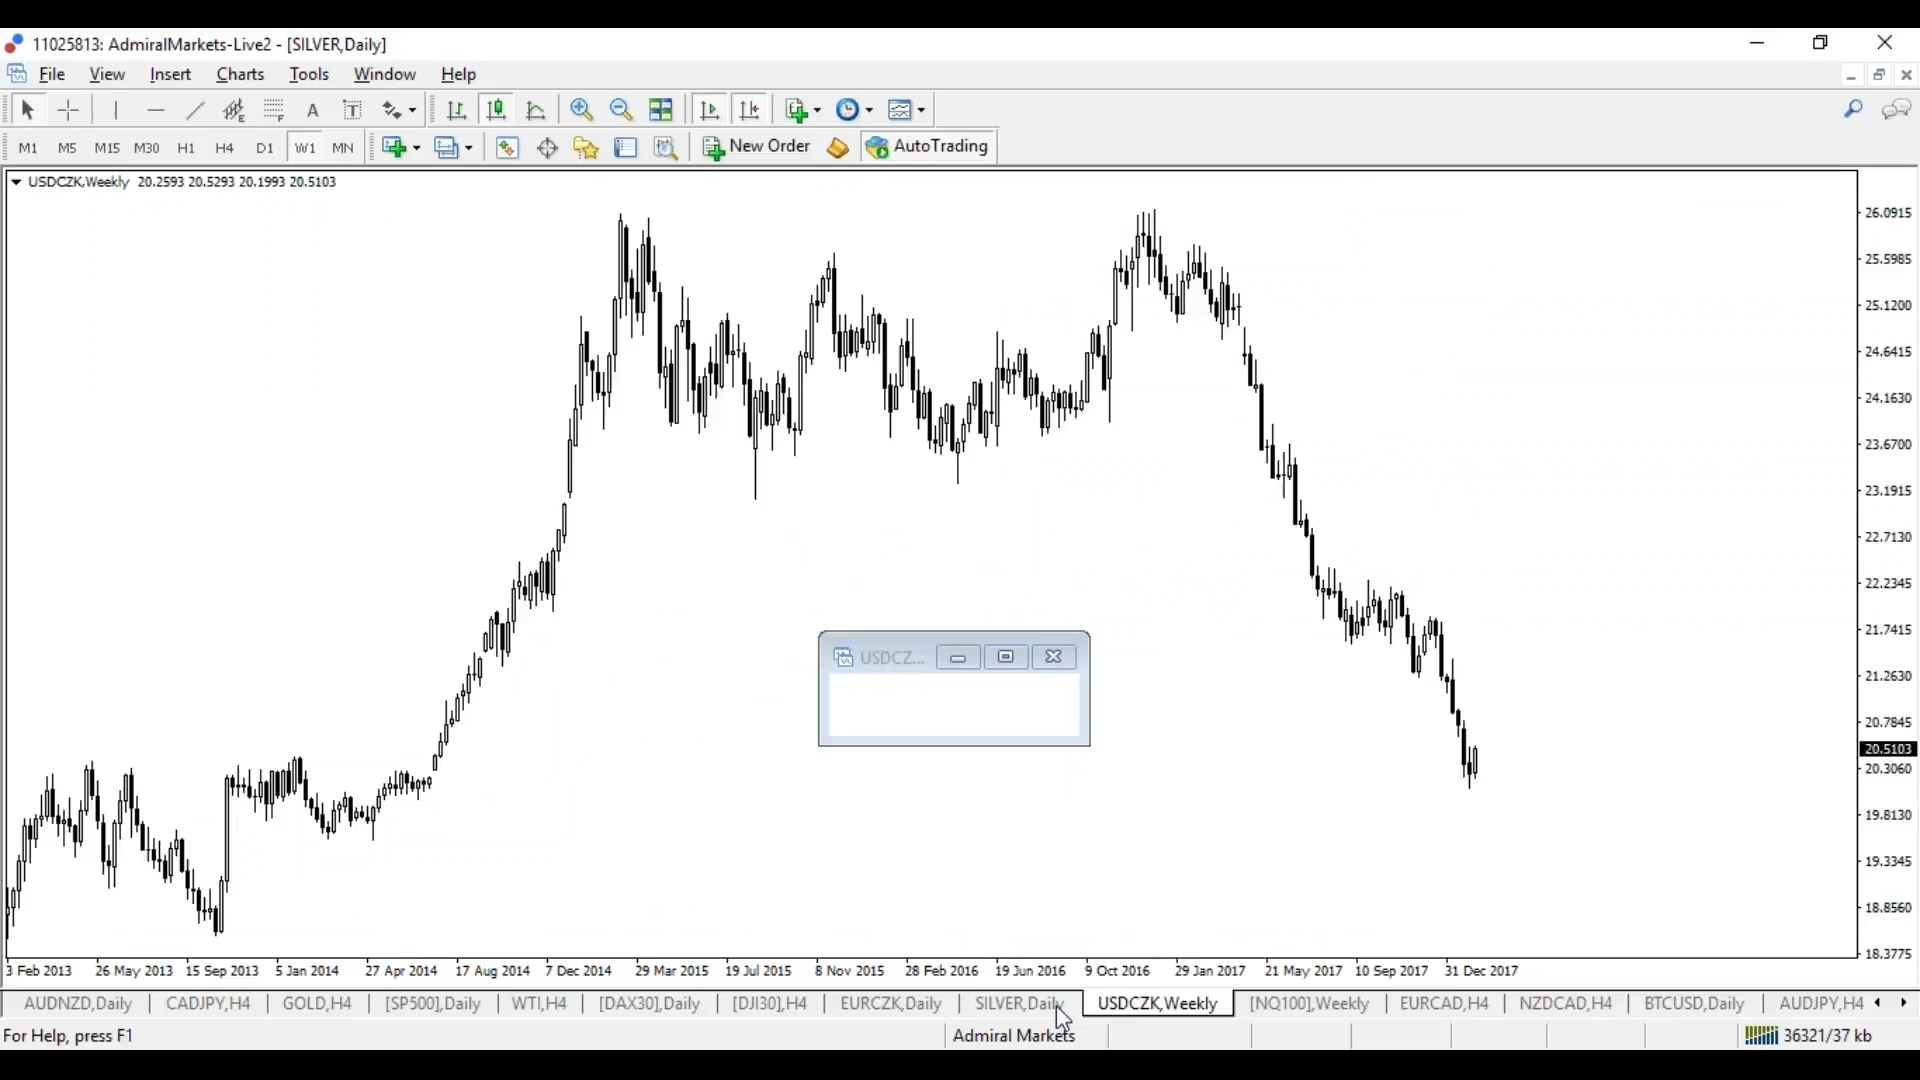 11025813: AdmiralMarkets-Live2 - [SILVER,Daily]
File View Insert Charts Tools Window Help
A T
M1 M5 M15 M30 H1 H4 D1 W1 MN New Order AutoTrading
USDCZK,Weekly 20.2593 20.5293 20.1993 20.5103
26.0915
25.5985
25.1200
24.6415
24.1630
23.6700
23.1915
22.7130
22.2345
21.7415
USDCZ...
21.2630
20.7845
20.5103
20.3060
19.8130
19.3345
18.8560
18.3775
3 Feb 2013 26 May 2013 15 Sep 2013 5 Jan 2014 27 Apr 2014 17 Aug 2014 7 Dec 2014 29 Mar 2015 19 Jul 2015 8 Nov 2015 28 Feb 2016 19 Jun 2016 9 Oct 2016 29 Jan 2017 21 May 2017 10 Sep 2017 31 Dec 2017
AUDNZD,Daily CADJPY,H4 GOLD,H4 [SP500],Daily WTI,H4 [DAX30],Daily [DJI30],H4 EURCZK,Daily SILVER,Daily USDCZK,Weekly [NQ100],Weekly EURCAD,H4 NZDCAD,H4 BTCUSD,Daily AUDJPY,H4
For Help, press F1 Admiral Markets 36321/37 kb